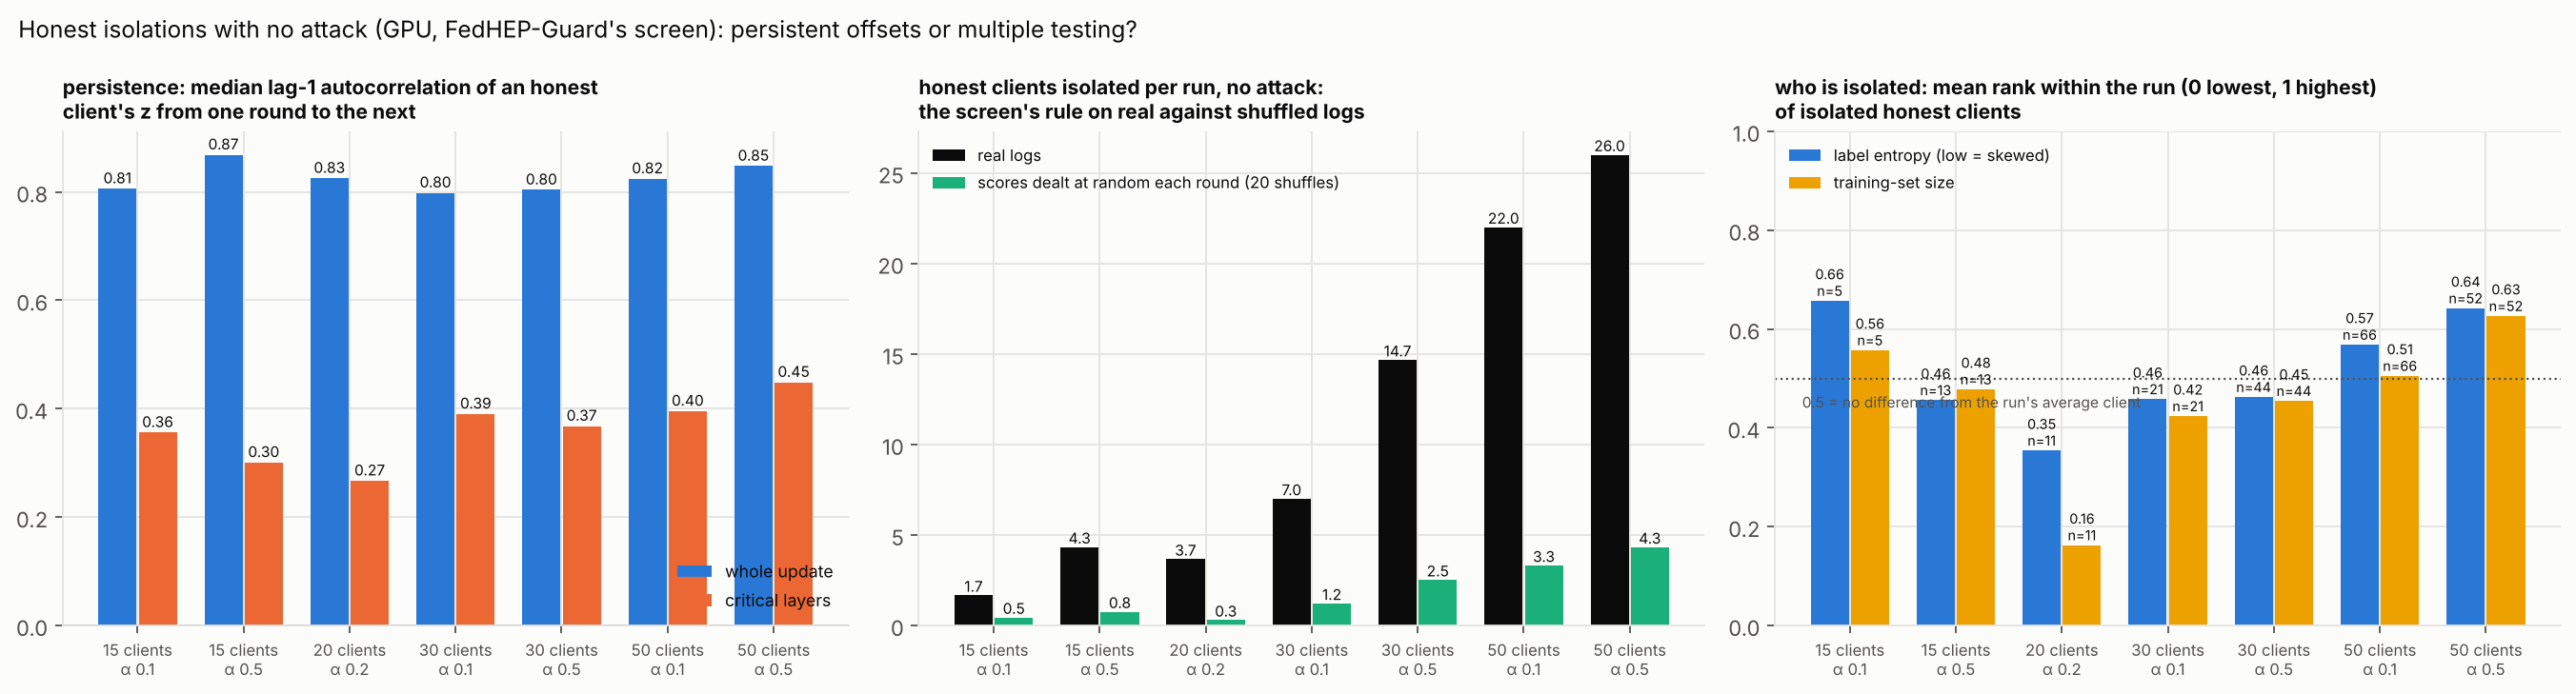 Honest isolations with no attack (GPU, FedHEP-Guard's screen): persistent offsets or multiple testing?
persistence: median lag-1 autocorrelation of an honest
client's z from one round to the next
0.8
0.6
0.4
0.2
0.0
0.81
0.36
0.87
0.30
0.83
0.27
0.80
0.39
0.80
0.37
0.82
0.40
0.85
0.45
whole update
critical layers
15 clients
α 0.1
15 clients
α 0.5
20 clients
α 0.2
30 clients
α 0.1
30 clients
α 0.5
50 clients
α 0.1
50 clients
α 0.5
honest clients isolated per run, no attack:
the screen's rule on real against shuffled logs
real logs
scores dealt at random each round (20 shuffles)
25
20
15
10
5
0
1.7
0.5
4.3
0.8
3.7
0.3
7.0
1.2
14.7
2.5
22.0
3.3
26.0
4.3
15 clients
α 0.1
15 clients
α 0.5
20 clients
α 0.2
30 clients
α 0.1
30 clients
α 0.5
50 clients
α 0.1
50 clients
α 0.5
who is isolated: mean rank within the run (0 lowest, 1 highest)
of isolated honest clients
label entropy (low = skewed)
training-set size
1.0
0.8
0.6
0.4
0.2
0.0
0.66
n=5
0.56
n=5
0.46
n=13
0.48
n=13
0.35
n=11
0.16
n=11
0.46
n=21
0.42
n=21
0.46
n=44
0.45
n=44
0.57
n=66
0.51
n=66
0.64
n=52
0.63
n=52
0.5 = no difference from the run's average client
15 clients
α 0.1
15 clients
α 0.5
20 clients
α 0.2
30 clients
α 0.1
30 clients
α 0.5
50 clients
α 0.1
50 clients
α 0.5